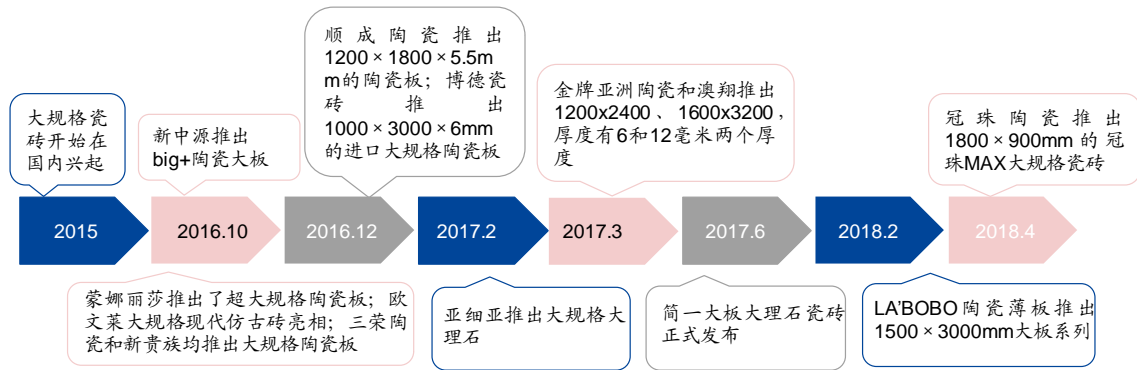 顺成陶瓷推出
1200×1800×5.5m
m的陶瓷板；博德瓷
砖推出
1000×3000×6mm
的进口大规格陶瓷板
金牌亚洲陶瓷和澳翔推出
1200x2400、1600x3200，
厚度有6和12毫米两个厚
度
大规格瓷
砖开始在
国内兴起
新中源推出
big+陶瓷大板
冠珠陶瓷推出
1800×900mm的冠
珠MAX大规格瓷砖
2015
2016.10
2016.12
2017.2
2017.3
2017.6
2018.2
2018.4
蒙娜丽莎推出了超大规格陶瓷板；欧
文莱大规格现代仿古砖亮相；三荣陶
瓷和新贵族均推出大规格陶瓷板
亚细亚推出大规格大
理石
简一大板大理石瓷砖
正式发布
LA’BOBO陶瓷薄板推出
1500×3000mm大板系列